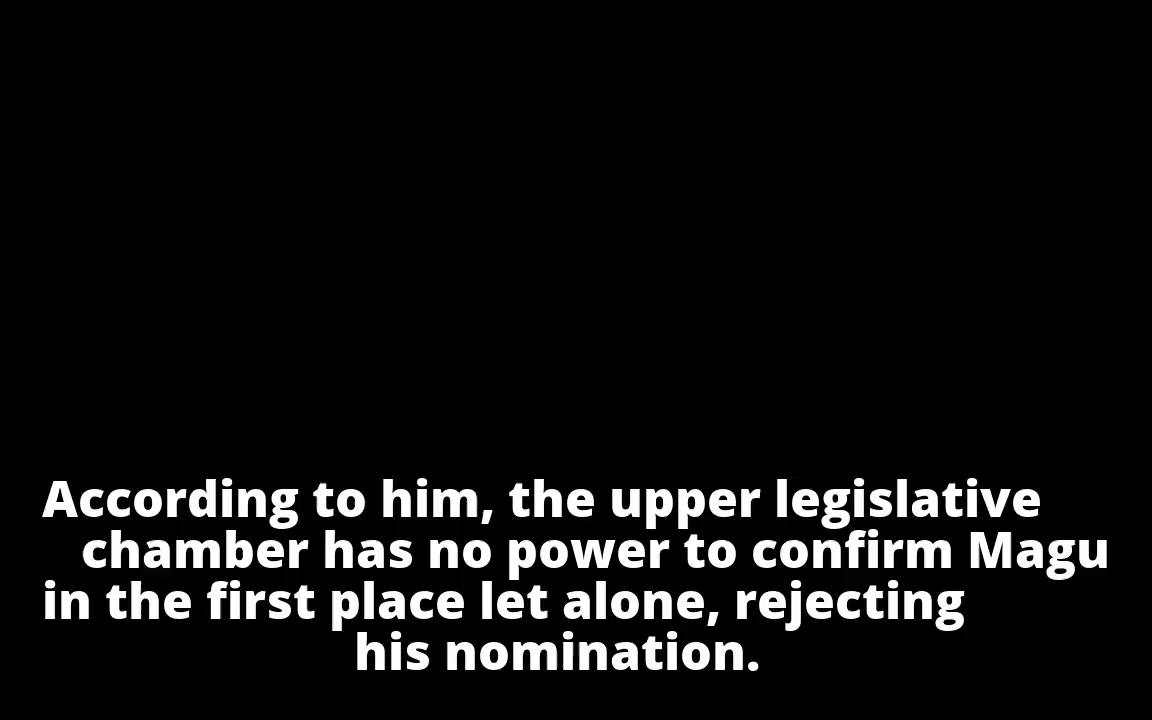 According to him, the upper legislative
chamber has no power to confirm Magu
in the first place let alone, rejecting
his nomination.